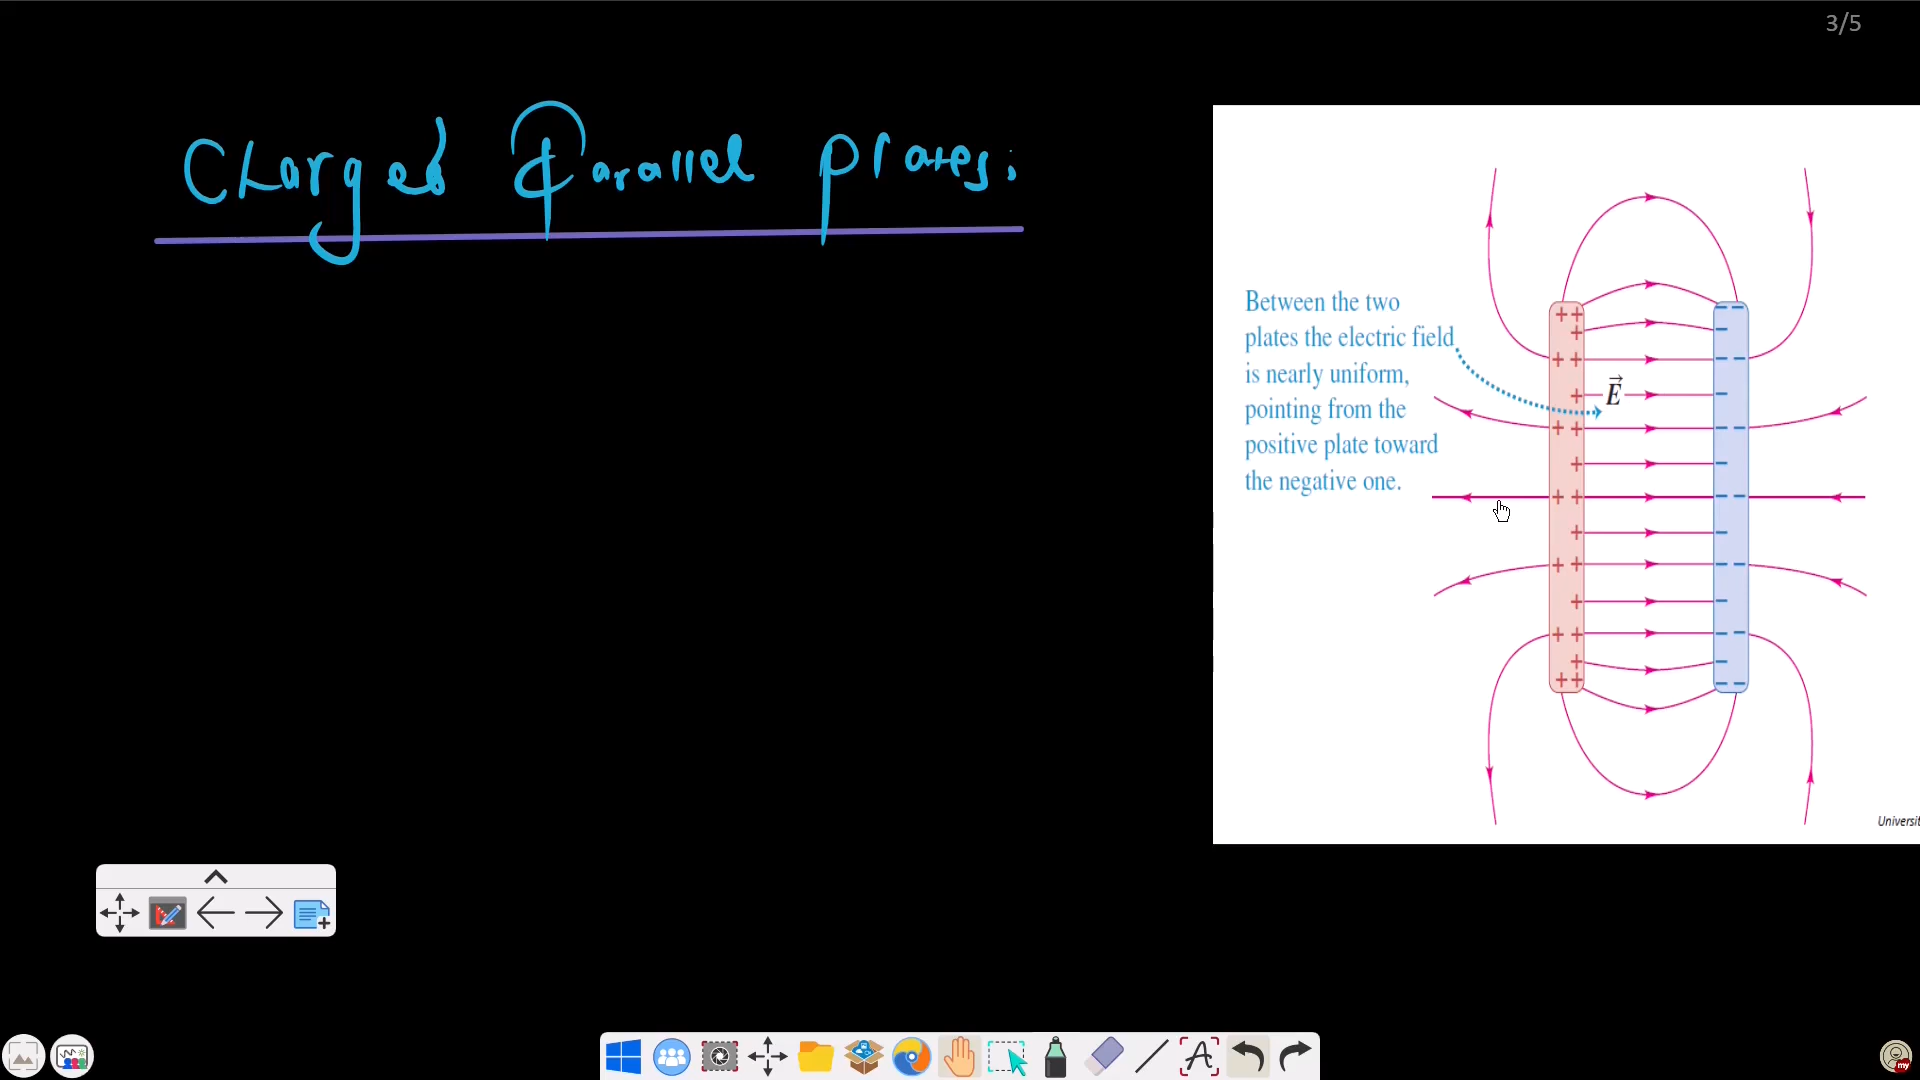 3/5
Charged Parallel plates:
Between the two
plates the electric field
is nearly uniform,
pointing from the
positive plate toward
the negative one.
E